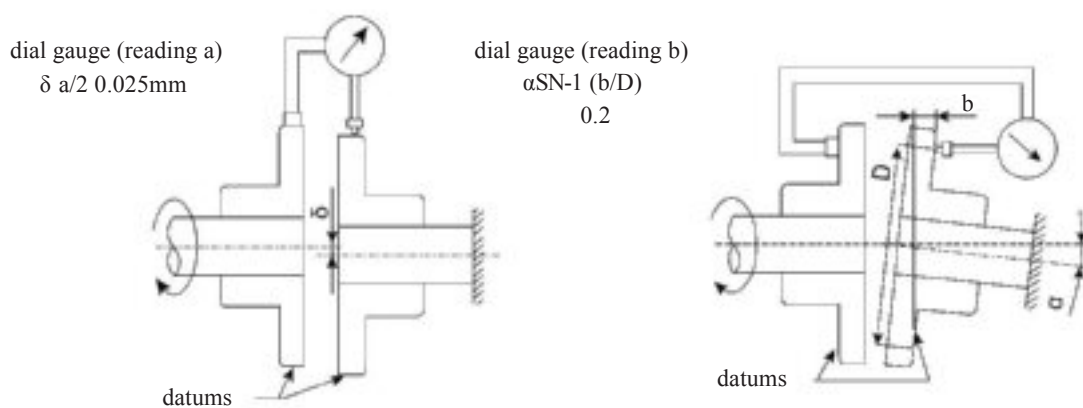 dial gauge (reading a)
δ a/2 0.025mm
dial gauge (reading b)
αSN-1 (b/D)
0.2
b
D
δ
a
datums
datums